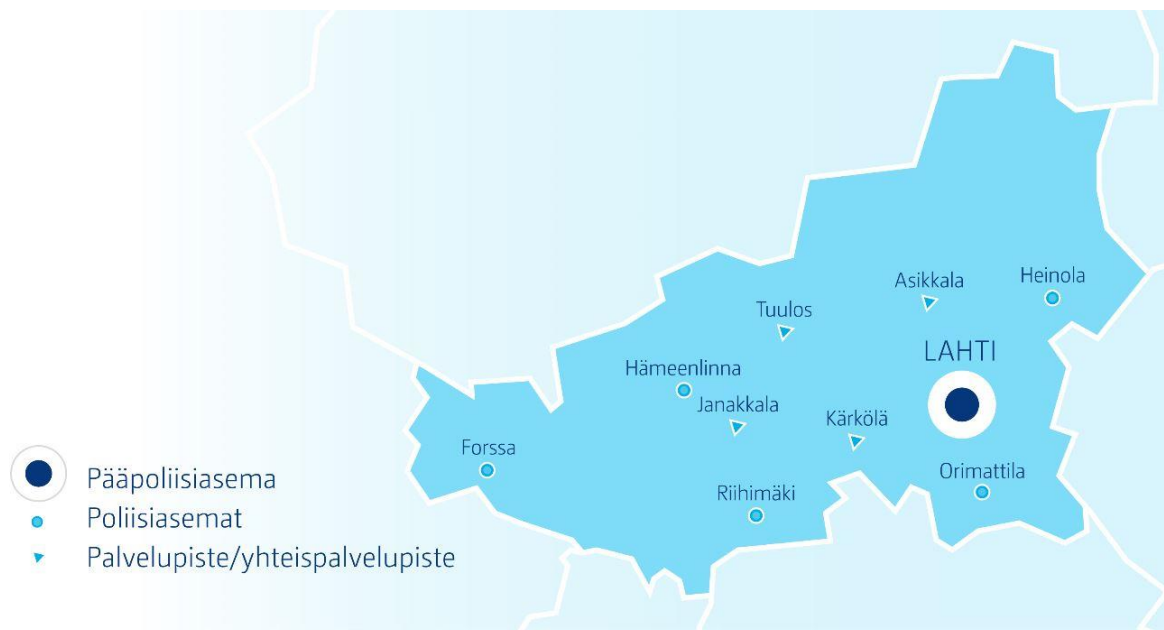 Asikkala
Heinola
Tuulos
LAHTI
Hämeenlinna
Janakkala
Kärkölä
Forssa
Orimattila
Riihimäki
Pääpoliisiasema
Poliisiasemat
Palvelupiste/yhteispalvelupiste